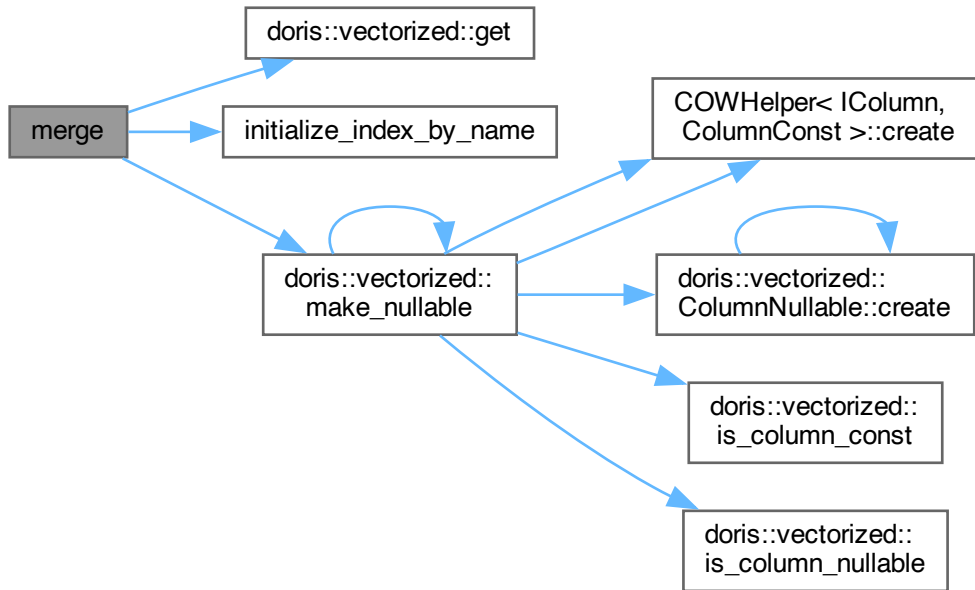 merge
doris::vectorized::get
initialize_index_by_name
doris::vectorized::
make_nullable
COWHelper< IColumn,
ColumnConst >::create
doris::vectorized::
ColumnNullable::create
doris::vectorized::
is_column_const
doris::vectorized::
is_column_nullable